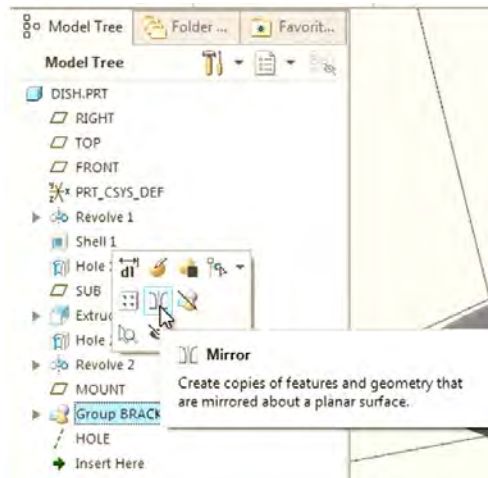 Model Tree
Folder ...
Favorit...
Model Tree
DISH.PRT
RIGHT
TOP
FRONT
PRT_CSYS_DEF
Revolve 1
Shell 1
Hole
SUB
Extru
Hole
Revolve 2
MOUNT
Group BRACK
HOLE
Insert Here
Mirror
Create copies of features and geometry that
are mirrored about a planar surface.